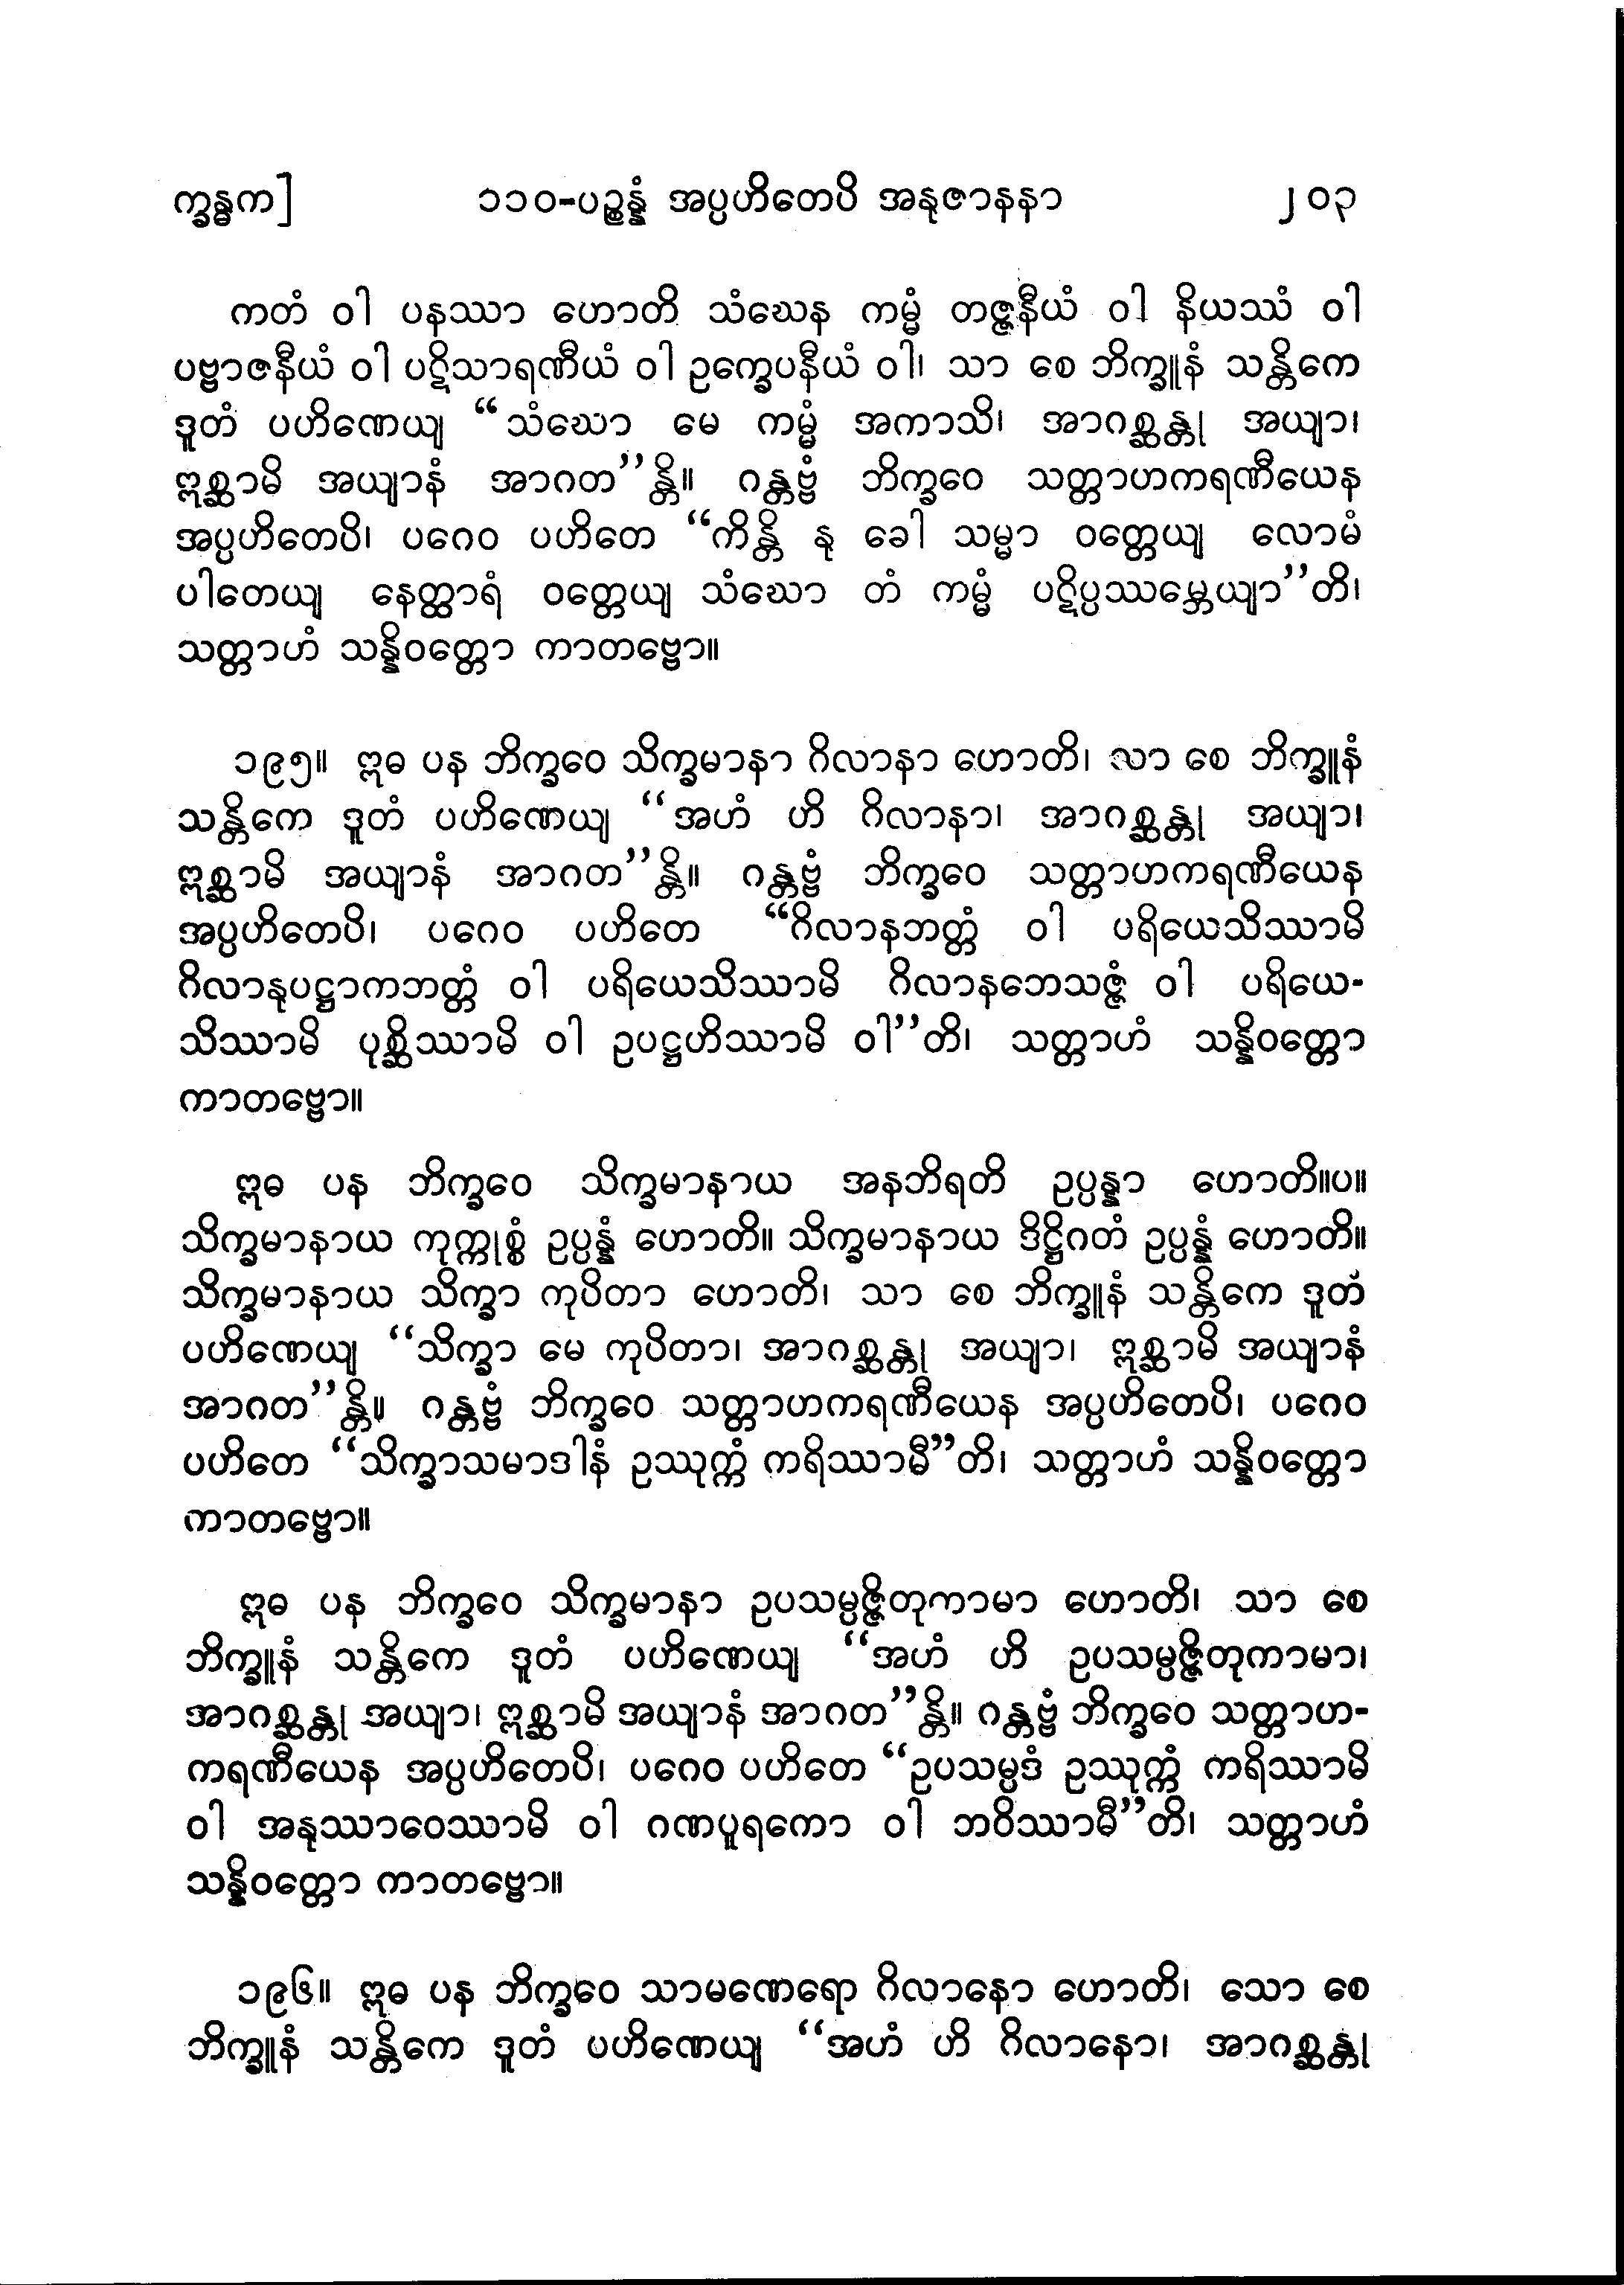 က္ခန္ဓက]	၁၁၀-ပဉ္စန္နံ အပ္ပဟိတေပိ အနုဇာနနာ	၂၀၃
ကတံ ဝါ ပနဿာ ဟောတိ သံဃေန ကမ္မံ တဇ္ဇနီယံ ဝါ နိယဿံ ဝါ
ပဗ္ဗာဇနီယံ ဝါ ပဋိသာရဏီယံ ဝါ ဥက္ခေပနီယံ ဝါ၊ သာ စေ ဘိက္ခူနံ သန္တိကေ
ဒူတံ ပဟိဏေယျ “သံဃော မေ ကမ္မံ အကာသိ၊ အာဂစ္ဆန္တု အယျာ၊
ဣစ္ဆာမိ အယျာနံ အာဂတ”န္တိ။ ဂန္တဗ္ဗံ ဘိက္ခဝေ သတ္တာဟကရဏီယေန
အပ္ပဟိတေပိ၊ ပဂေဝ ပဟိတေ “ကိန္တိ နု ခေါ သမ္မာ ဝတ္တေယျ လောမံ
ပါတေယျ နေတ္ထာရံ ဝတ္တေယျ သံဃော တံ ကမ္မံ ပဋိပ္ပဿမ္ဘေယျာ”တိ၊
သတ္တာဟံ သန္နိဝတ္တော ကာတဗ္ဗော။
၁၉၅။ ဣဓ ပန ဘိက္ခဝေ သိက္ခမာနာ ဂိလာနာ ဟောတိ၊ သာ စေ ဘိက္ခူနံ
သန္တိကေ ဒူတံ ပဟိဏေယျ “အဟံ ဟိ ဂိလာနာ၊ အာဂစ္ဆန္တု အယျာ၊
ဣစ္ဆာမိ အယျာနံ အာဂတ”န္တိ။ ဂန္တဗ္ဗံ ဘိက္ခဝေ သတ္တာဟကရဏီယေန
အပ္ပဟိတေပိ၊ ပဂေဝ ပဟိတေ “ဂိလာနဘတ္တံ ဝါ ပရိယေသိဿာမိ
ဂိလာနုပဋ္ဌာကဘတ္တံ ဝါ ပရိယေသိဿာမိ ဂိလာနဘေသဇ္ဇံ ဝါ ပရိယေ-
သိဿာမိ ပုစ္ဆိဿာမိ ဝါ ဥပဋ္ဌဟိဿာမိ ဝါ”တိ၊ သတ္တာဟံ သန္နိဝတ္တော
ကာတဗ္ဗော။
ဣဓ ပန ဘိက္ခဝေ သိက္ခမာနာယ အနဘိရတိ ဥပ္ပန္နာ ဟောတိ။ပ။
သိက္ခမာနာယ ကုက္ကုစ္စံ ဥပ္ပန္နံ ဟောတိ။ သိက္ခမာနာယ ဒိဋ္ဌိဂတံ ဥပ္ပန္နံ ဟောတိ။
သိက္ခမာနာယ သိက္ခာ ကုပိတာ ဟောတိ၊ သာ စေ ဘိက္ခူနံ သန္တိကေ ဒူတံ
ပဟိဏေယျ “သိက္ခာ မေ ကုပိတာ၊ အာဂစ္ဆန္တု အယျာ၊ ဣစ္ဆာမိ အယျာနံ
အာဂတ”န္တိ။ ဂန္တဗ္ဗံ ဘိက္ခဝေ သတ္တာဟကရဏီယေန အပ္ပဟိတေပိ၊ ပဂေဝ
ပဟိတေ “သိက္ခာသမာဒါနံ ဥဿုက္ကံ ကရိဿာမီ”တိ၊ သတ္တာဟံ သန္နိဝတ္တော
ကာတဗ္ဗော။
ဣဓ ပန ဘိက္ခဝေ သိက္ခမာနာ ဥပသမ္ပဇ္ဇိတုကာမာ ဟောတိ၊ သာ စေ
ဘိက္ခူနံ သန္တိကေ ဒူတံ ပဟိဏေယျ “အဟံ ဟိ ဥပသမ္ပဇ္ဇိတုကာမာ၊
အာဂစ္ဆန္တု အယျာ၊ ဣစ္ဆာမိ အယျာနံ အာဂတ”န္တိ။ ဂန္တဗ္ဗံ ဘိက္ခဝေ သတ္တာဟ-
ကရဏီယေန အပ္ပဟိတေပိ၊ ပဂေဝ ပဟိတေ “ဥပသမ္ပဒံ ဥဿုက္ကံ ကရိဿာမိ
ဝါ အနုဿာဝေဿာမိ ဝါ ဂဏပူရကော ဝါ ဘဝိဿာမီ”တိ၊ သတ္တာဟံ
သန္နိဝတ္တော ကာတဗ္ဗော။
၁၉၆။ ဣဓ ပန ဘိက္ခဝေ သာမဏေရော ဂိလာနော ဟောတိ၊ သော စေ
ဘိက္ခူနံ သန္တိကေ ဒူတံ ပဟိဏေယျ “အဟံ ဟိ ဂိလာနော၊ အာဂစ္ဆန္တု